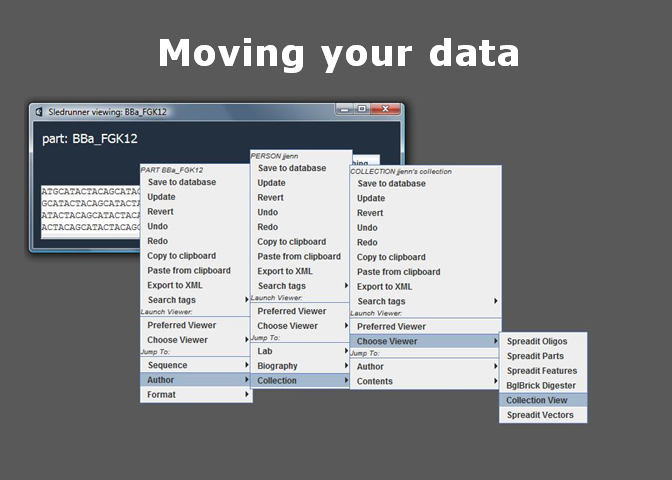 Moving your data
Sledrunner viewing: BBa_FGK12
part: BBa_FGK12
ATGCATACTACAGCATA
GCATACTACAGCATACTA
ATACTACAGCATACTACA
ACTACAGCATACTACAG
PART BBa_FGK12
Save to database
Update
Revert
Undo
Redo
Copy to clipboard
Paste from clipboard
Export to XML
Search tags
Launch Viewer:
Preferred Viewer
Choose Viewer
Jump To:
Sequence
Author
Format
PERSON jjenn
Save to database
Update
Revert
Undo
Redo
Copy to clipboard
Paste from clipboard
Export to XML
Search tags
Launch Viewer:
Preferred Viewer
Choose Viewer
Jump To:
Lab
Biography
Collection
COLLECTION jjenn's collection
Save to database
Update
Revert
Undo
Redo
Copy to clipboard
Paste from clipboard
Export to XML
Search tags
Launch Viewer:
Preferred Viewer
Choose Viewer
Jump To:
Author
Contents
Spreadit Oligos
Spreadit Parts
Spreadit Features
BglBrick Digester
Collection View
Spreadit Vectors